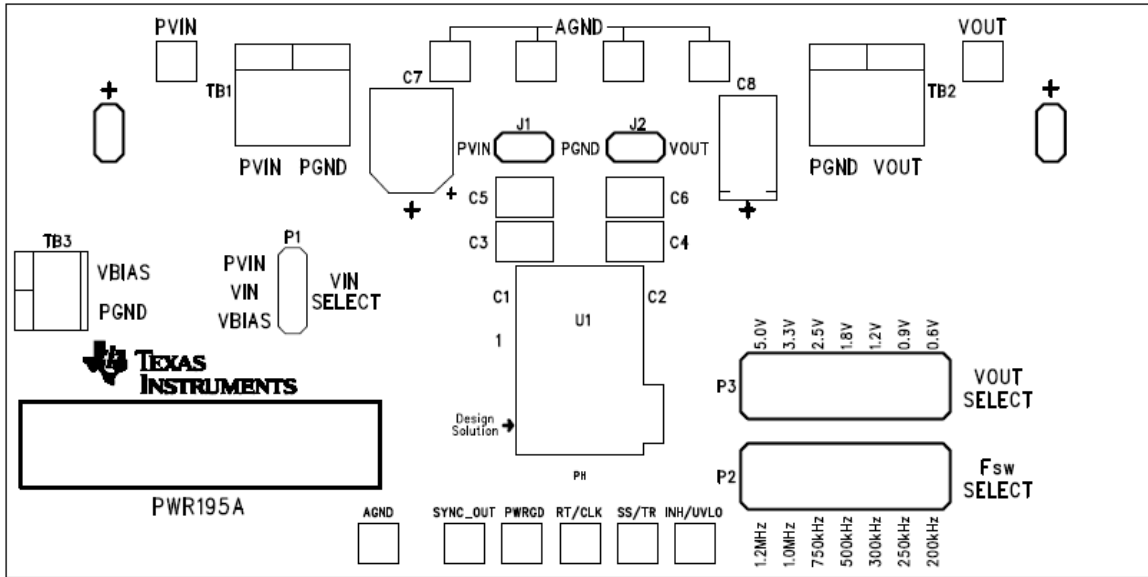 PVIN
AGND
VOUT
TB1
C7
C8
TB2
+
+
PVIN PGND
J1
PVIN
PGND
J2
VOUT
PGND VOUT
+
+
+
C5
C6
C3
C4
TB3
VBIAS
PGND
P1
PVIN
VIN
VBIAS
VIN
SELECT
C1
C2
U1
1
TEXAS
INSTRUMENTS
Design
Solution
PH
5.0V
3.3V
2.5V
1.8V
1.2V
0.9V
0.6V
P3
VOUT
SELECT
P2
Fsw
SELECT
1.2MHz
1.0MHz
750kHz
500kHz
300kHz
250kHz
200kHz
PWR195A
AGND
SYNC_OUT
PWRGD
RT/CLK
SS/TR
INH/UVLO